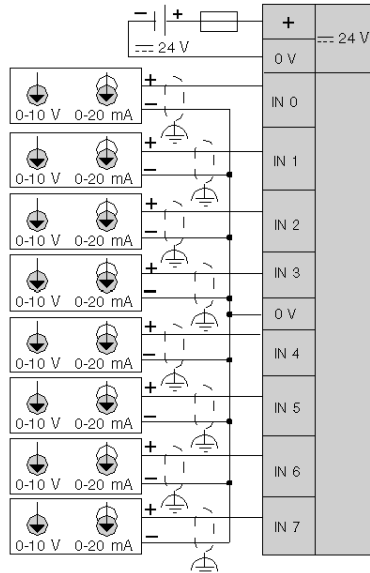 − +
+
⎓ 24 V
⎓ 24 V
0 V
+
−
0-10 V 0-20 mA
IN 0
+
−
0-10 V 0-20 mA
IN 1
+
−
0-10 V 0-20 mA
IN 2
+
−
0-10 V 0-20 mA
IN 3
0 V
+
−
0-10 V 0-20 mA
IN 4
+
−
0-10 V 0-20 mA
IN 5
+
−
0-10 V 0-20 mA
IN 6
+
−
0-10 V 0-20 mA
IN 7